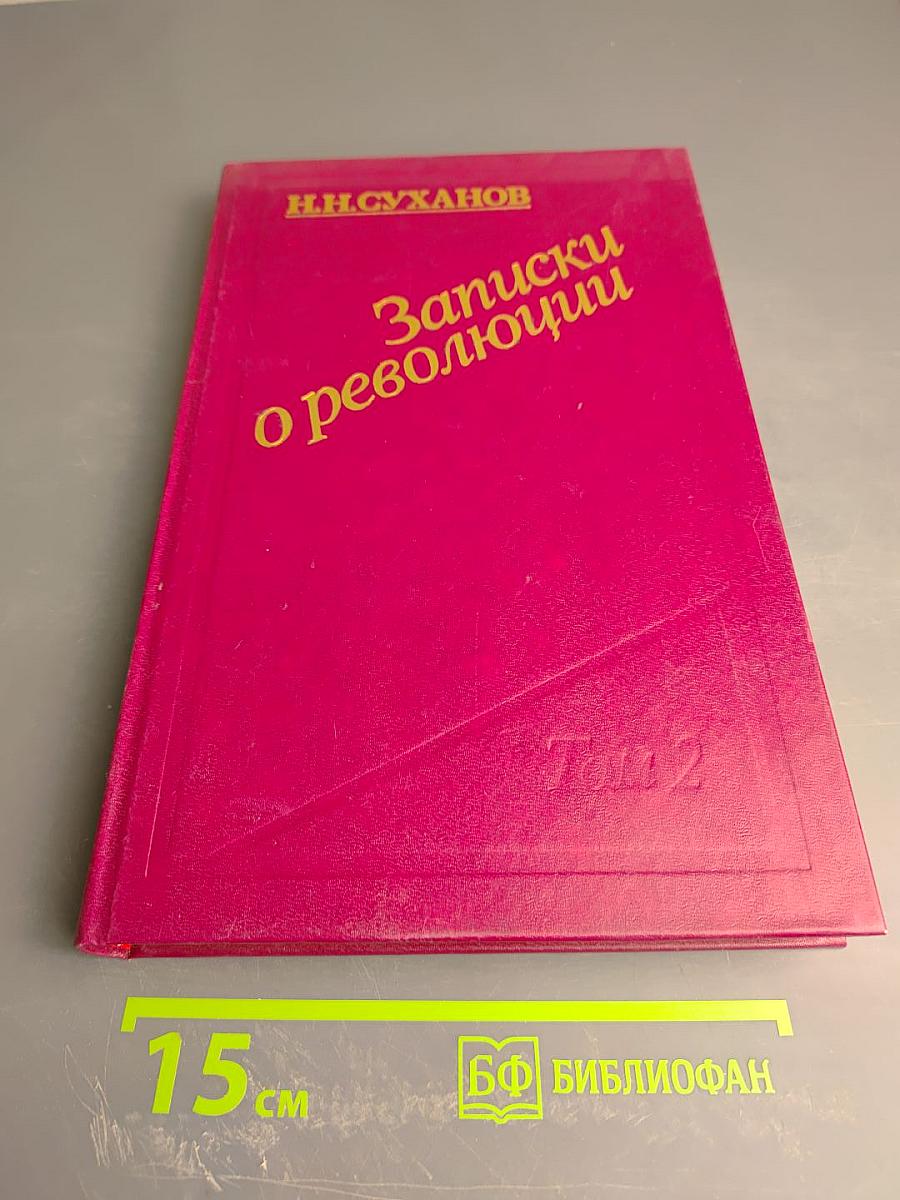 Н.Н.СУХАНОВ
Записки
о революции
Том 2
15 см
БФ БИБЛИОФАН